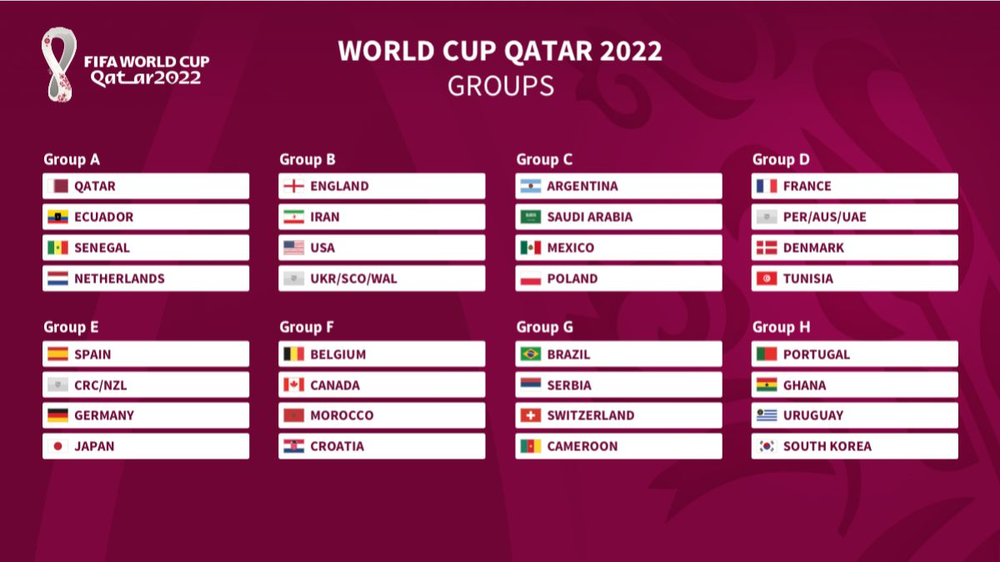 FIFA WORLD CUP
Qatar2022
WORLD CUP QATAR 2022
GROUPS
Group A
QATAR
ECUADOR
SENEGAL
NETHERLANDS
Group B
ENGLAND
IRAN
USA
UKR/SCO/WAL
Group C
ARGENTINA
SAUDI ARABIA
MEXICO
POLAND
Group D
FRANCE
PER/AUS/UAE
DENMARK
TUNISIA
Group E
SPAIN
CRC/NZL
GERMANY
JAPAN
Group F
BELGIUM
CANADA
MOROCCO
CROATIA
Group G
BRAZIL
SERBIA
SWITZERLAND
CAMEROON
Group H
PORTUGAL
GHANA
URUGUAY
SOUTH KOREA